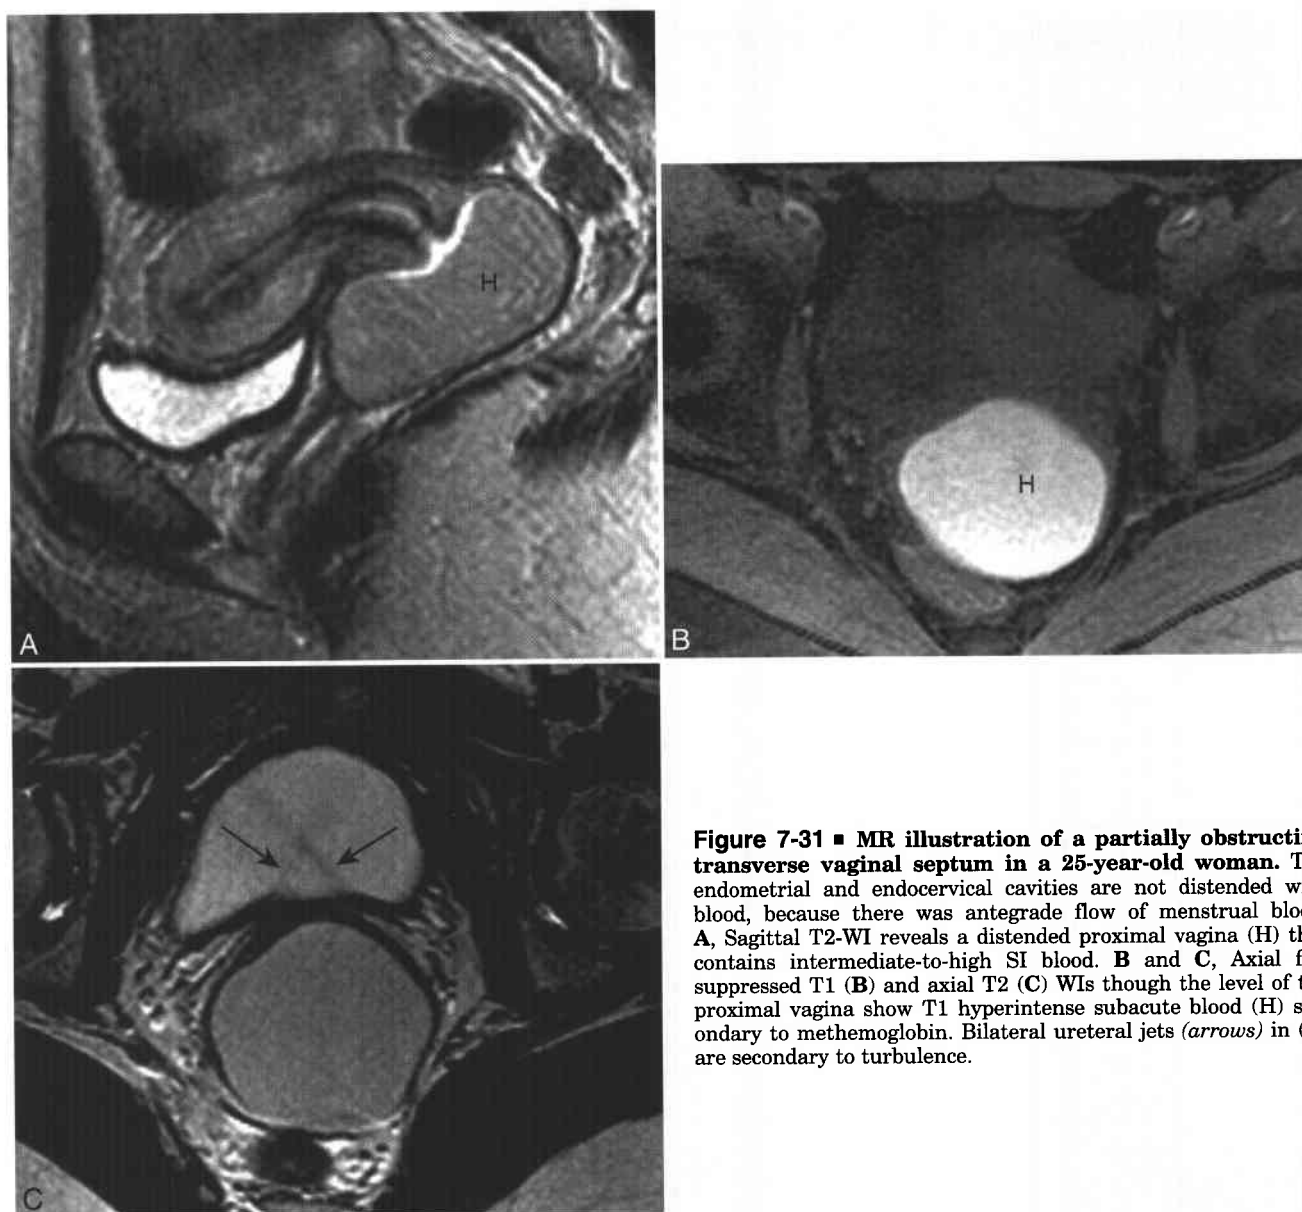 H
A
H
B
C
Figure 7-31 ■ MR illustration of a partially obstructin
transverse vaginal septum in a 25-year-old woman. T
endometrial and endocervical cavities are not distended w
blood, because there was antegrade flow of menstrual bloo
A, Sagittal T2-WI reveals a distended proximal vagina (H) th
contains intermediate-to-high SI blood. B and C, Axial f
suppressed T1 (B) and axial T2 (C) WIs though the level of t
proximal vagina show T1 hyperintense subacute blood (H) s
ondary to methemoglobin. Bilateral ureteral jets (arrows) in (
are secondary to turbulence.